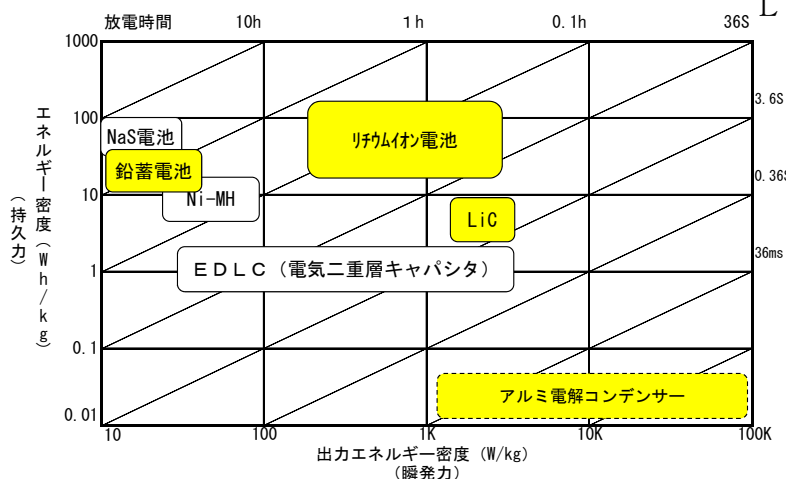 L
放電時間 10h 1h 0.1h 36S
1000
3.6S
100
NaS電池
リチウムイオン電池
鉛蓄電池
0.36S
10
Ni-MH
LiC
EDLC（電気二重層キャパシタ）
36ms
1
0.1
アルミ電解コンデンサー
0.01
10 100 1K 10K 100K
エネルギー密度（Wh/kg）
（持久力）
出力エネルギー密度（W/kg）
（瞬発力）